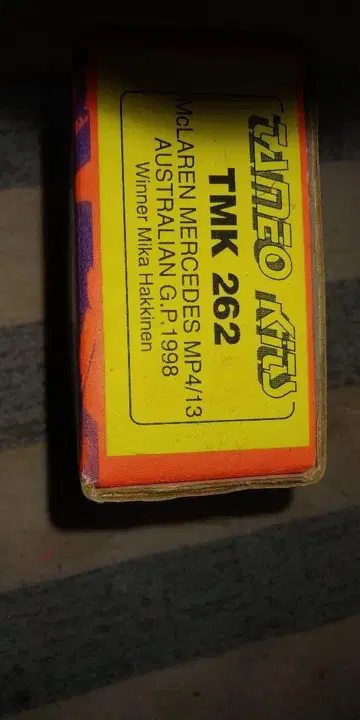 TAMEO KITS
TMK 262
McLAREN MERCEDES MP4/13
AUSTRALIAN G.P. 1998
Winner Mika Hakkinen